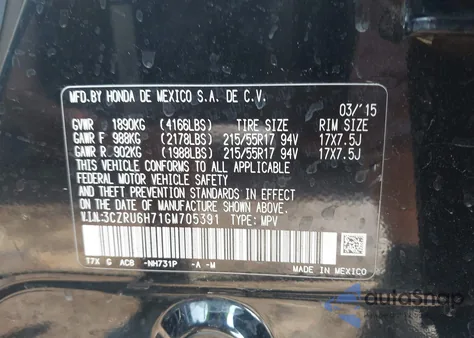 MFD.BY HONDA DE MEXICO S.A. DE C.V.
03/'15
GVWR 1890KG (4166LBS) TIRE SIZE RIM SIZE
GAWR F 988KG (2178LBS) 215/55R17 94V 17X7.5J
GAWR R 902KG (1988LBS) 215/55R17 94V 17X7.5J
THIS VEHICLE CONFORMS TO ALL APPLICABLE
FEDERAL MOTOR VEHICLE SAFETY
AND THEFT PREVENTION STANDARDS IN EFFECT
ON THE DATE OF MANUFACTURE SHOWN ABOVE.
V.I.N:3CZRU6H71GM705391 TYPE: MPV
T7X G AC8 -NH731P -A -M
MADE IN MEXICO
autoSnap